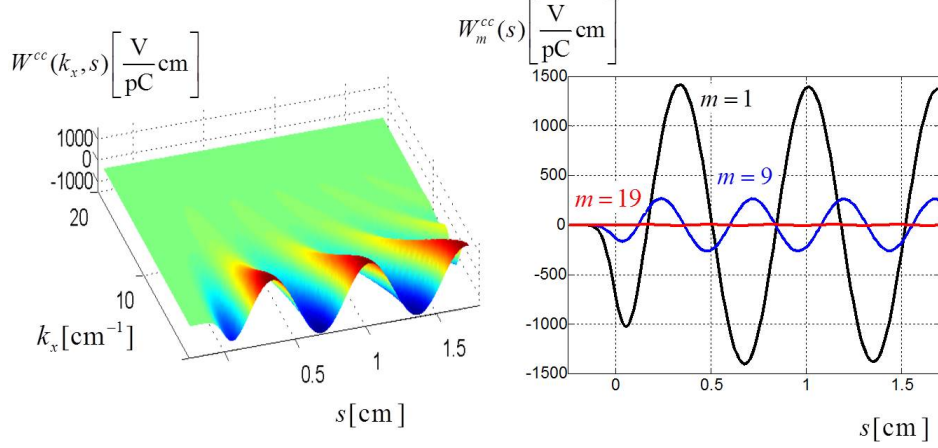 W^{cc}(k_x, s) [V/pC cm]
1000
0
-1000
20
10
k_x [cm⁻¹]
0.5
1
1.5
s [cm]
W_m^{cc}(s) [V/pC cm]
1500
1000
500
0
-500
-1000
-1500
m = 1
m = 9
m = 19
0
0.5
1
1.5
s [cm]